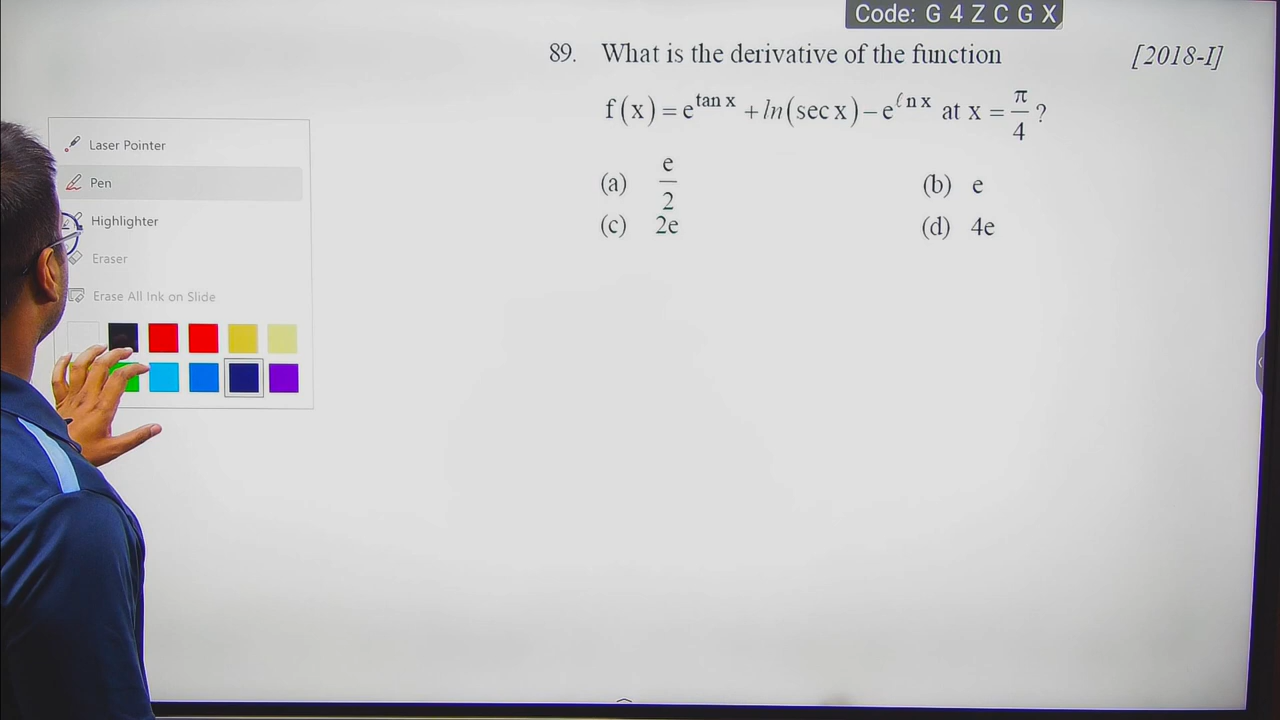 Code: G 4 Z C G X
89. What is the derivative of the function [2018-I]
f(x) = e^{tan x} + ln(sec x) – e^{ℓn x} at x = π/4 ?
(a) e/2 (b) e
(c) 2e (d) 4e
Laser Pointer
Pen
Highlighter
Eraser
Erase All Ink on Slide